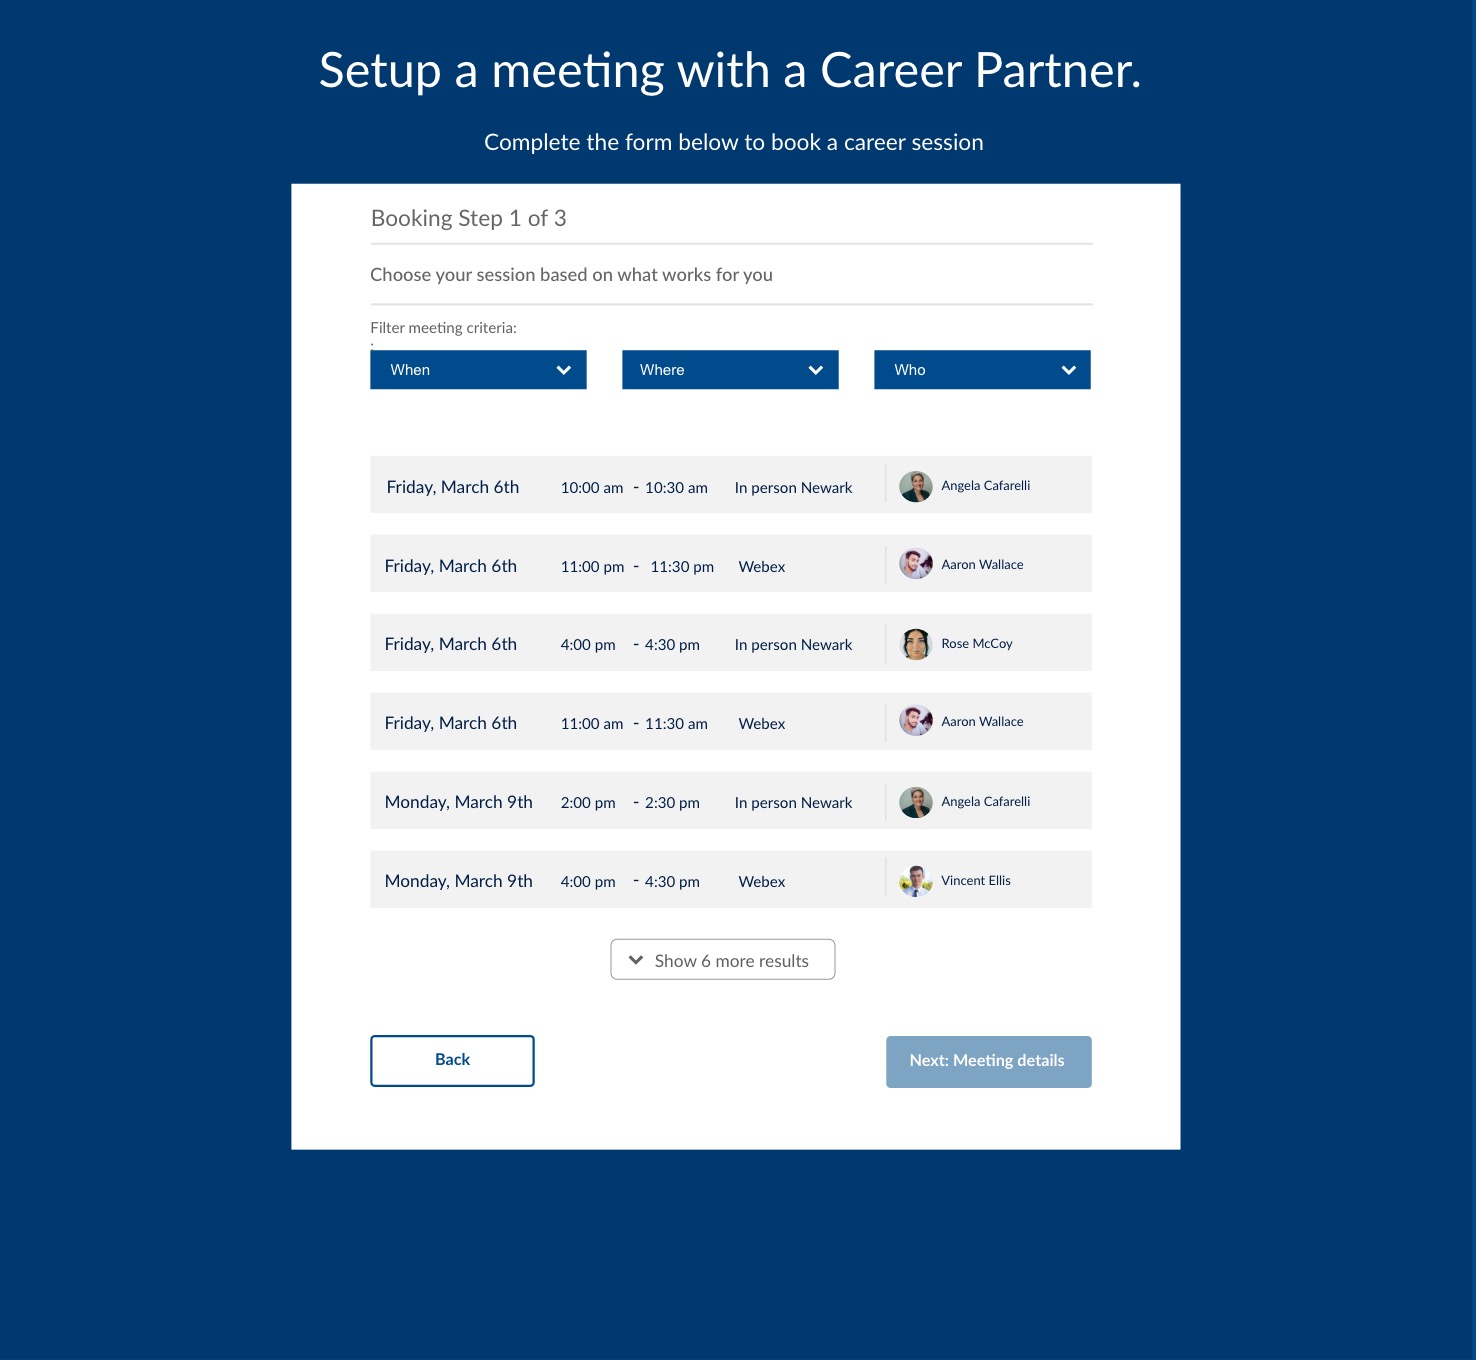 Setup a meeting with a Career Partner.
Complete the form below to book a career session
Booking Step 1 of 3
Choose your session based on what works for you
Filter meeting criteria:
:
When Where Who
Friday, March 6th 10:00 am - 10:30 am In person Newark Angela Cafarelli
Friday, March 6th 11:00 pm - 11:30 pm Webex Aaron Wallace
Friday, March 6th 4:00 pm - 4:30 pm In person Newark Rose McCoy
Friday, March 6th 11:00 am - 11:30 am Webex Aaron Wallace
Monday, March 9th 2:00 pm - 2:30 pm In person Newark Angela Cafarelli
Monday, March 9th 4:00 pm - 4:30 pm Webex Vincent Ellis
Show 6 more results
Back Next: Meeting details